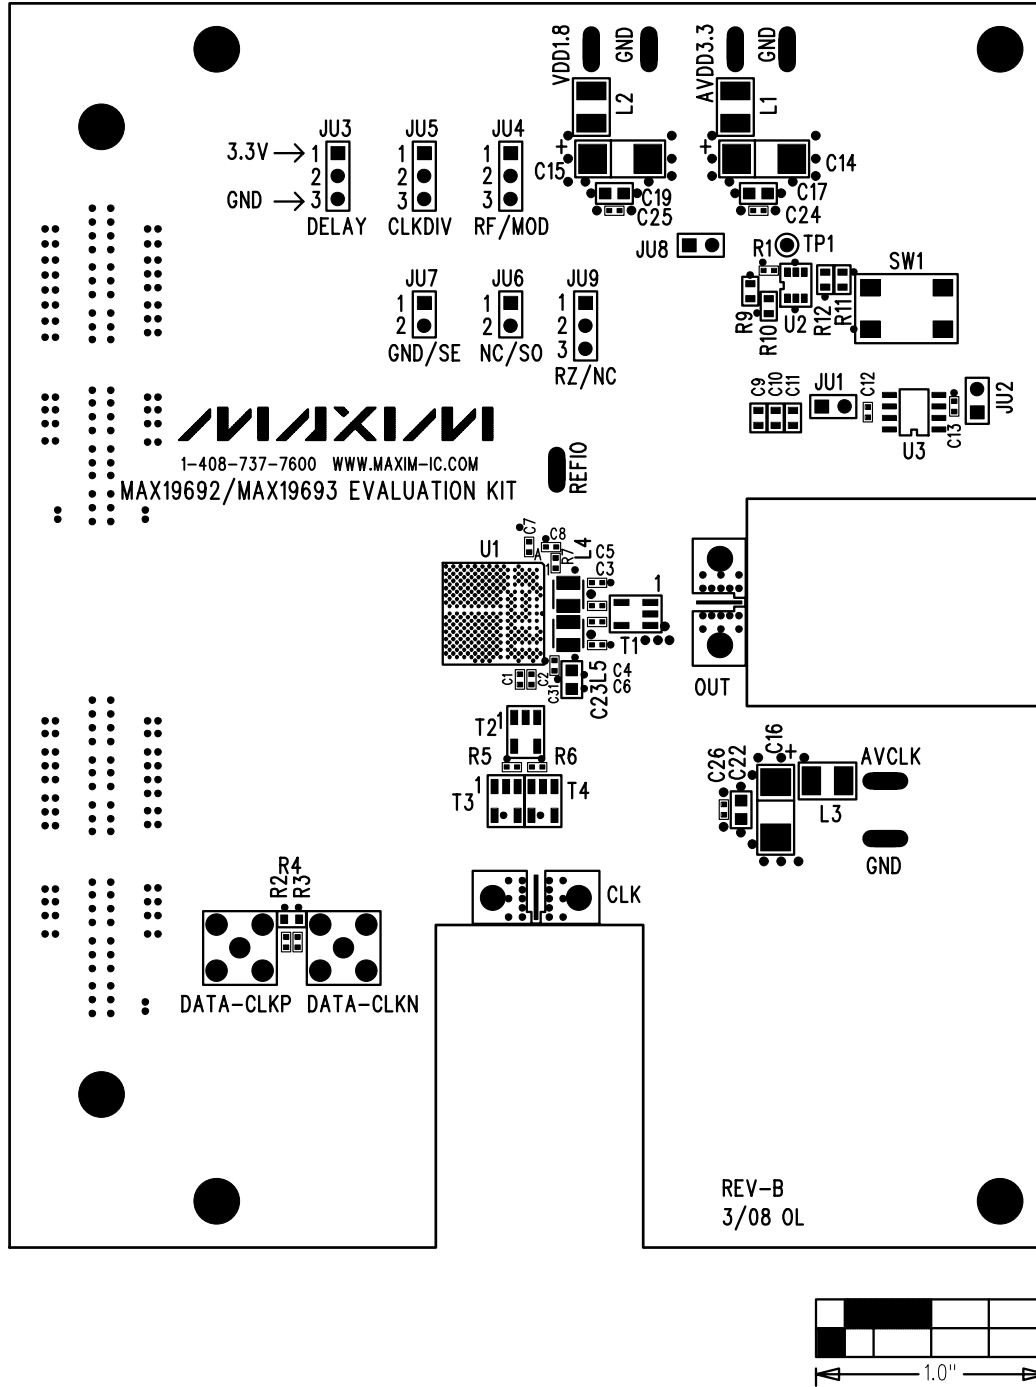 VDD1.8
GND
AVDD3.3
GND
L2
L1
JU3
JU5
JU4
3.3V
1
2
3
1
2
3
1
2
3
GND
DELAY
CLKDIV
RF/MOD
+
C15
C19
C25
+
C14
C17
C24
JU8
R1
TP1
SW1
JU7
JU6
JU9
1
2
1
2
1
2
3
GND/SE
NC/SO
RZ/NC
R9
R10
U2
R12
R11
C9
C10
C11
JU1
C12
U3
C13
JU2
MAXIM
1-408-737-7600 WWW.MAXIM-IC.COM
MAX19692/MAX19693 EVALUATION KIT
REFIO
U1
C7
C8
A
1
R7
L4
C5
C3
1
T1
C1
C2
C31
C23
L5
C4
C6
OUT
T2
1
R5
R6
T3
1
T4
C26
C22
C16
+
AVCLK
L3
GND
R4
R2
R3
CLK
DATA-CLKP
DATA-CLKN
REV-B
3/08 OL
1.0"